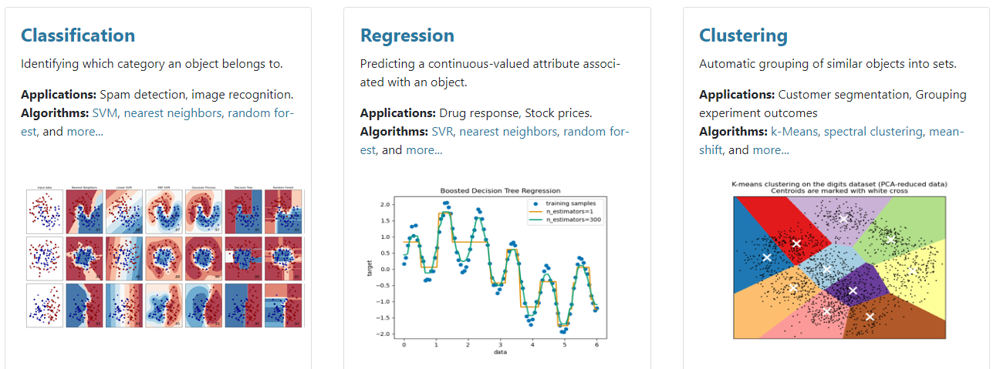 Classification
Identifying which category an object belongs to.
Applications: Spam detection, image recognition.
Algorithms: SVM, nearest neighbors, random for-
est, and more...
Input data Nearest Neighbors Linear SVM RBF SVM Gaussian Process Decision Tree Random Forest
Regression
Predicting a continuous-valued attribute associ-
ated with an object.
Applications: Drug response, Stock prices.
Algorithms: SVR, nearest neighbors, random for-
est, and more...
Boosted Decision Tree Regression
training samples
n_estimators=1
n_estimators=300
2.0
1.5
1.0
0.5
0.0
−0.5
−1.0
−1.5
−2.0
target
0 1 2 3 4 5 6
data
Clustering
Automatic grouping of similar objects into sets.
Applications: Customer segmentation, Grouping
experiment outcomes
Algorithms: k-Means, spectral clustering, mean-
shift, and more...
K-means clustering on the digits dataset (PCA-reduced data)
Centroids are marked with white cross